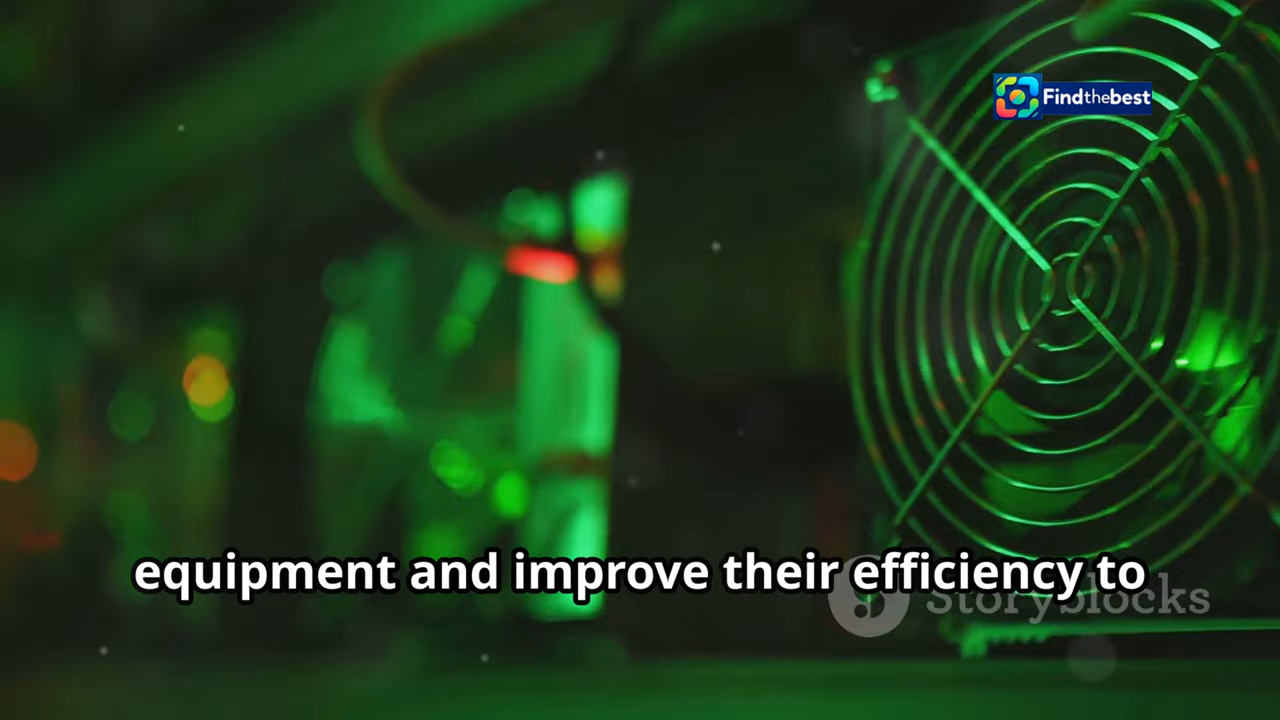 Findthebest
equipment and improve their efficiency to
Storyblocks